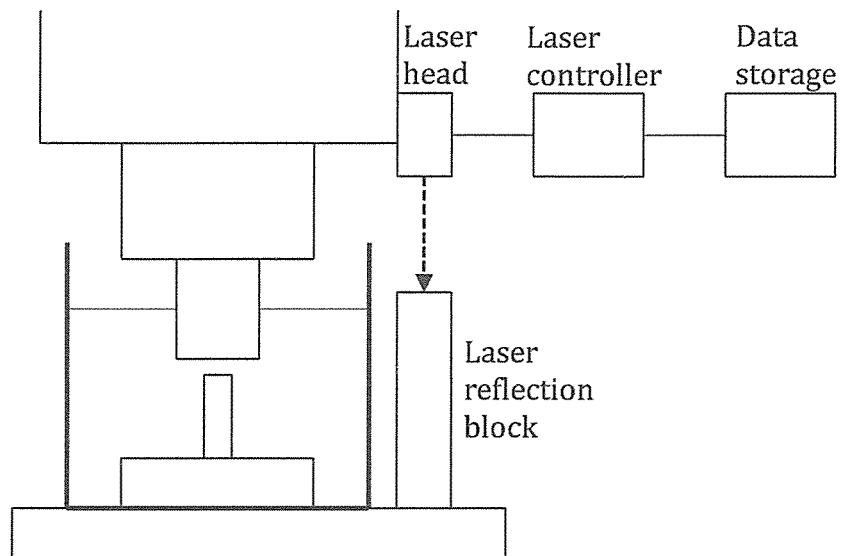 Laser
head
Laser
controller
Data
storage
Laser
reflection
block